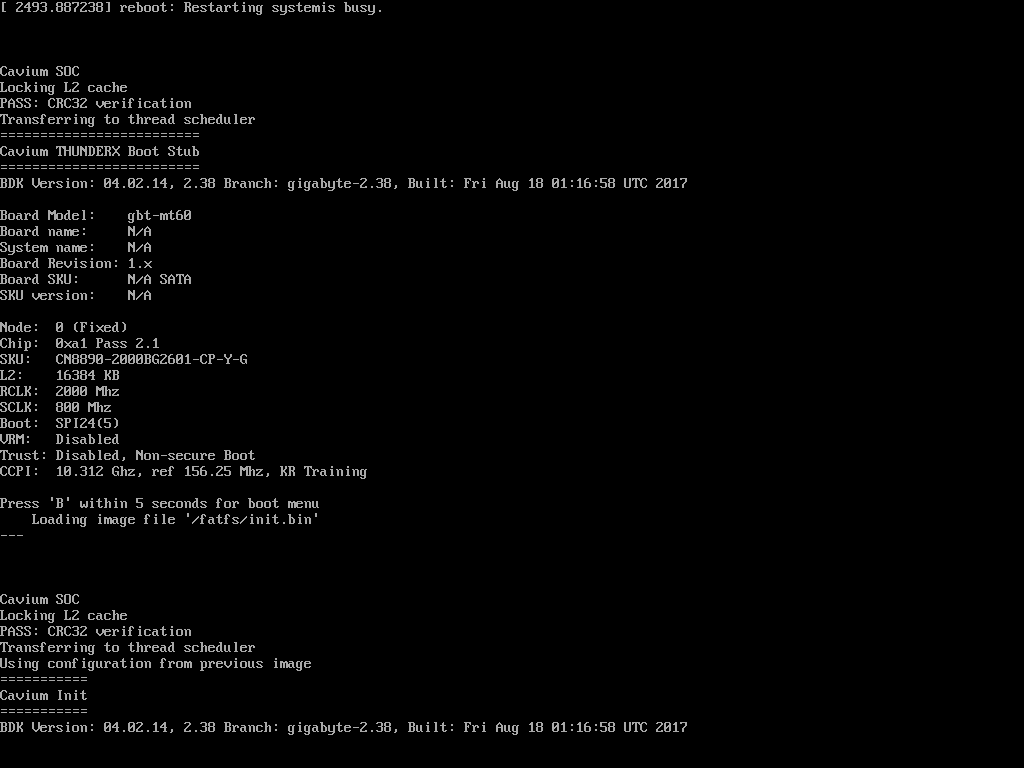 [ 2493.887238] reboot: Restarting systemis busy.
Cavium SOC
Locking L2 cache
PASS: CRC32 verification
Transferring to thread scheduler
=========================
Cavium THUNDERX Boot Stub
=========================
BDK Version: 04.02.14, 2.38 Branch: gigabyte-2.38, Built: Fri Aug 18 01:16:58 UTC 2017
Board Model:    gbt-mt60
Board name:     N/A
System name:    N/A
Board Revision: 1.x
Board SKU:      N/A SATA
SKU version:    N/A
Node:  0 (Fixed)
Chip:  0xa1 Pass 2.1
SKU:   CN8890-2000BG2601-CP-Y-G
L2:    16384 KB
RCLK:  2000 Mhz
SCLK:  800 Mhz
Boot:  SPI24(5)
VRM:   Disabled
Trust: Disabled, Non-secure Boot
CCPI:  10.312 Ghz, ref 156.25 Mhz, KR Training
Press 'B' within 5 seconds for boot menu
    Loading image file '/fatfs/init.bin'
---
Cavium SOC
Locking L2 cache
PASS: CRC32 verification
Transferring to thread scheduler
Using configuration from previous image
===========
Cavium Init
===========
BDK Version: 04.02.14, 2.38 Branch: gigabyte-2.38, Built: Fri Aug 18 01:16:58 UTC 2017